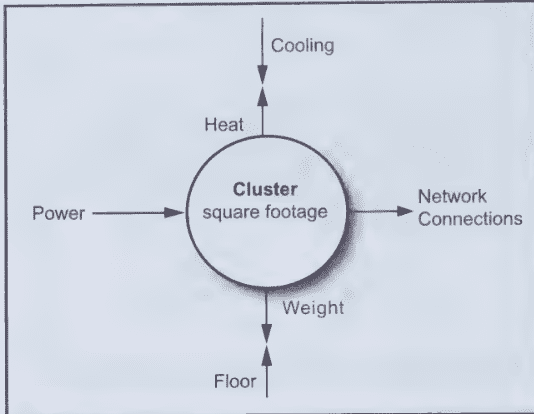 Cooling
Heat
Cluster
square footage
Power
Network
Connections
Weight
Floor